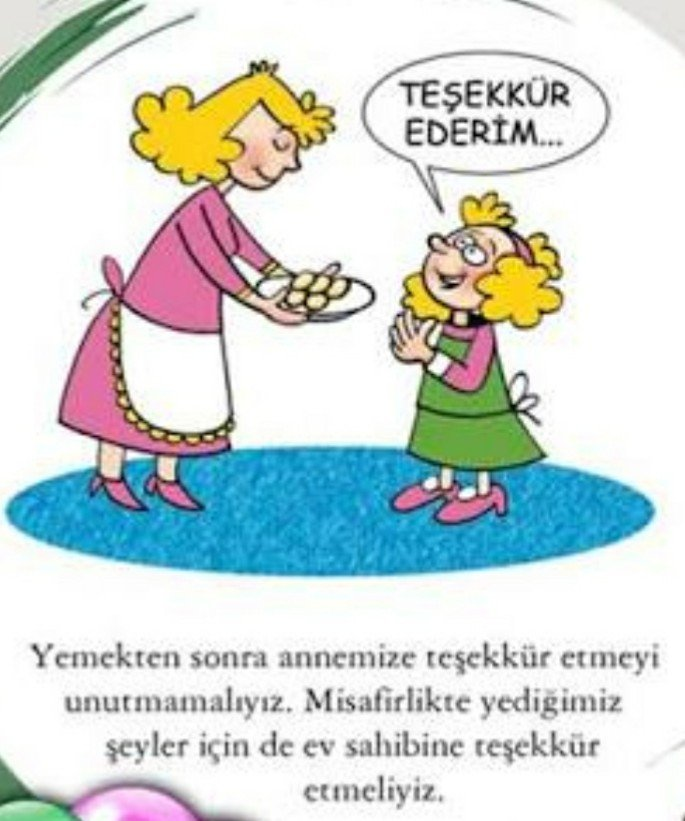 TEŞEKKÜR
EDERİM...
Yemekten sonra annemize teşekkür etmeyi
unutmamalıyız. Misafirlikte yediğimiz
şeyler için de ev sahibine teşekkür
etmeliyiz.